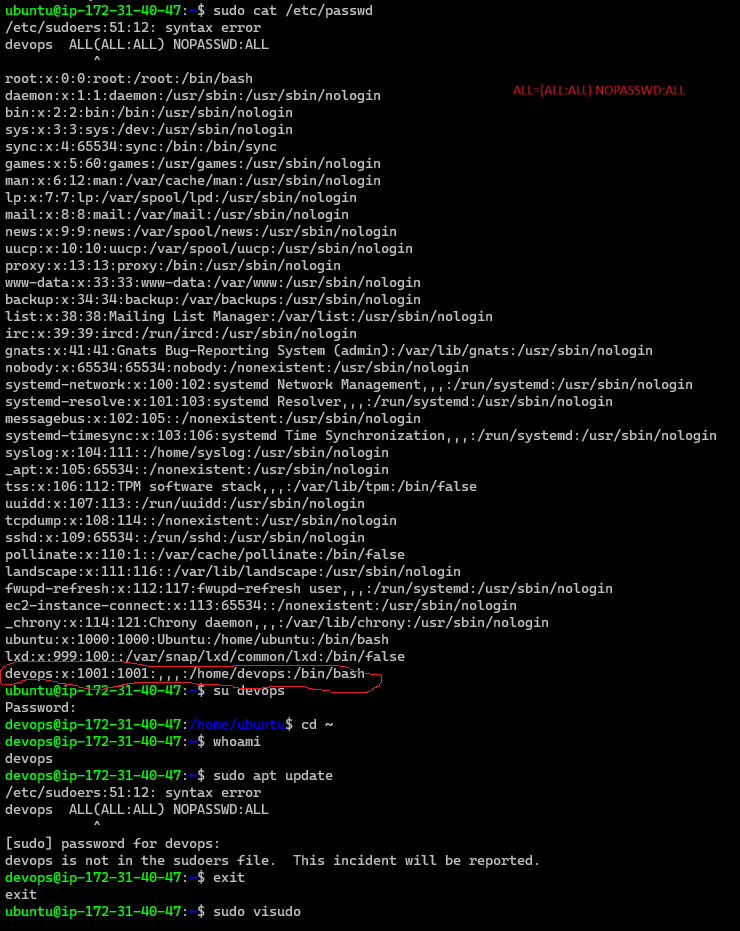 ubuntu@ip-172-31-40-47:~$ sudo cat /etc/passwd
/etc/sudoers:51:12: syntax error
devops  ALL(ALL:ALL) NOPASSWD:ALL
           ^
root:x:0:0:root:/root:/bin/bash
daemon:x:1:1:daemon:/usr/sbin:/usr/sbin/nologin
ALL=(ALL:ALL) NOPASSWD:ALL
bin:x:2:2:bin:/bin:/usr/sbin/nologin
sys:x:3:3:sys:/dev:/usr/sbin/nologin
sync:x:4:65534:sync:/bin:/bin/sync
games:x:5:60:games:/usr/games:/usr/sbin/nologin
man:x:6:12:man:/var/cache/man:/usr/sbin/nologin
lp:x:7:7:lp:/var/spool/lpd:/usr/sbin/nologin
mail:x:8:8:mail:/var/mail:/usr/sbin/nologin
news:x:9:9:news:/var/spool/news:/usr/sbin/nologin
uucp:x:10:10:uucp:/var/spool/uucp:/usr/sbin/nologin
proxy:x:13:13:proxy:/bin:/usr/sbin/nologin
www-data:x:33:33:www-data:/var/www:/usr/sbin/nologin
backup:x:34:34:backup:/var/backups:/usr/sbin/nologin
list:x:38:38:Mailing List Manager:/var/list:/usr/sbin/nologin
irc:x:39:39:ircd:/run/ircd:/usr/sbin/nologin
gnats:x:41:41:Gnats Bug-Reporting System (admin):/var/lib/gnats:/usr/sbin/nologin
nobody:x:65534:65534:nobody:/nonexistent:/usr/sbin/nologin
systemd-network:x:100:102:systemd Network Management,,,:/run/systemd:/usr/sbin/nologin
systemd-resolve:x:101:103:systemd Resolver,,,:/run/systemd:/usr/sbin/nologin
messagebus:x:102:105::/nonexistent:/usr/sbin/nologin
systemd-timesync:x:103:106:systemd Time Synchronization,,,:/run/systemd:/usr/sbin/nologin
syslog:x:104:111::/home/syslog:/usr/sbin/nologin
_apt:x:105:65534::/nonexistent:/usr/sbin/nologin
tss:x:106:112:TPM software stack,,,:/var/lib/tpm:/bin/false
uuidd:x:107:113::/run/uuidd:/usr/sbin/nologin
tcpdump:x:108:114::/nonexistent:/usr/sbin/nologin
sshd:x:109:65534::/run/sshd:/usr/sbin/nologin
pollinate:x:110:1::/var/cache/pollinate:/bin/false
landscape:x:111:116::/var/lib/landscape:/usr/sbin/nologin
fwupd-refresh:x:112:117:fwupd-refresh user,,,:/run/systemd:/usr/sbin/nologin
ec2-instance-connect:x:113:65534::/nonexistent:/usr/sbin/nologin
_chrony:x:114:121:Chrony daemon,,,:/var/lib/chrony:/usr/sbin/nologin
ubuntu:x:1000:1000:Ubuntu:/home/ubuntu:/bin/bash
lxd:x:999:100::/var/snap/lxd/common/lxd:/bin/false
devops:x:1001:1001:,,,:/home/devops:/bin/bash
ubuntu@ip-172-31-40-47:~$ su devops
Password:
devops@ip-172-31-40-47:/home/ubuntu$ cd ~
devops@ip-172-31-40-47:~$ whoami
devops
devops@ip-172-31-40-47:~$ sudo apt update
/etc/sudoers:51:12: syntax error
devops  ALL(ALL:ALL) NOPASSWD:ALL
           ^
[sudo] password for devops:
devops is not in the sudoers file.  This incident will be reported.
devops@ip-172-31-40-47:~$ exit
exit
ubuntu@ip-172-31-40-47:~$ sudo visudo